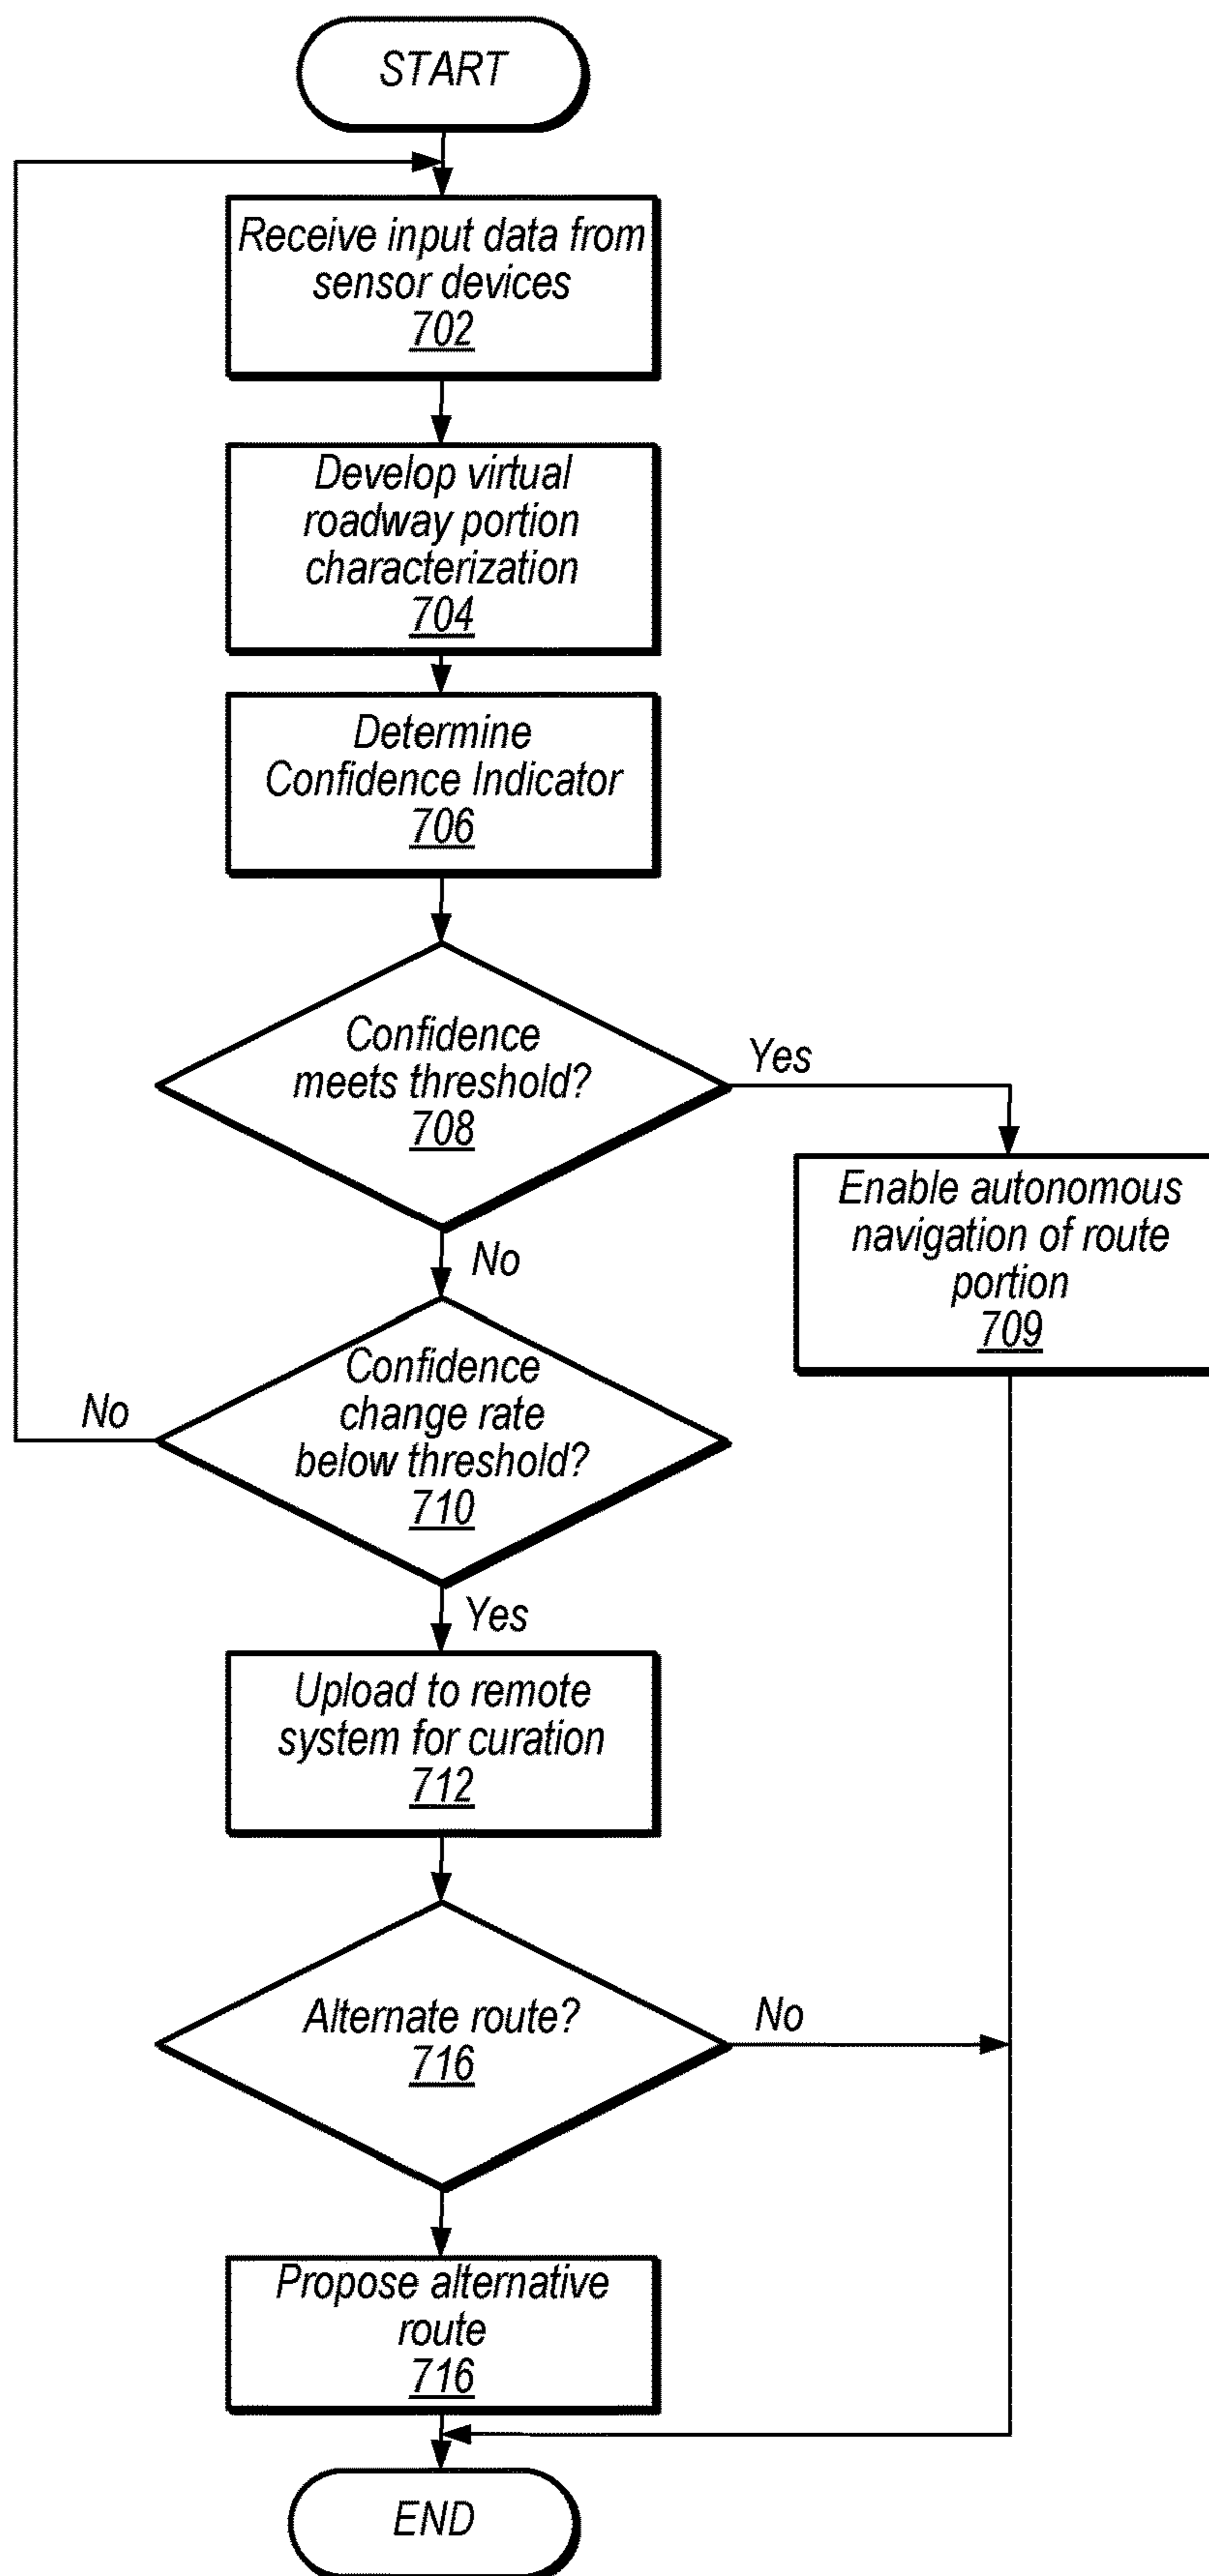 START
Receive input data from
sensor devices
702
Develop virtual
roadway portion
characterization
704
Determine
Confidence Indicator
706
Confidence
meets threshold?
708
Yes
Enable autonomous
navigation of route
portion
709
No
Confidence
change rate
below threshold?
710
No
Yes
Upload to remote
system for curation
712
Alternate route?
716
No
Propose alternative
route
716
END